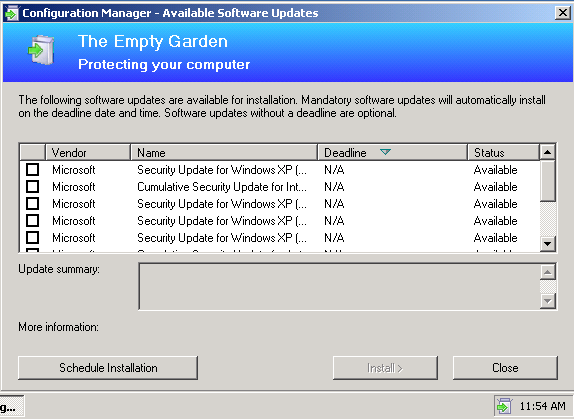 Configuration Manager - Available Software Updates
The Empty Garden
Protecting your computer
The following software updates are available for installation. Mandatory software updates will automatically install
on the deadline date and time. Software updates without a deadline are optional.
Vendor Name Deadline Status
Microsoft Security Update for Windows XP (... N/A Available
Microsoft Cumulative Security Update for Int... N/A Available
Microsoft Security Update for Windows XP (... N/A Available
Microsoft Security Update for Windows XP (... N/A Available
Microsoft Security Update for Windows XP (... N/A Available
Update summary:
More information:
Schedule Installation Install > Close
g... 11:54 AM